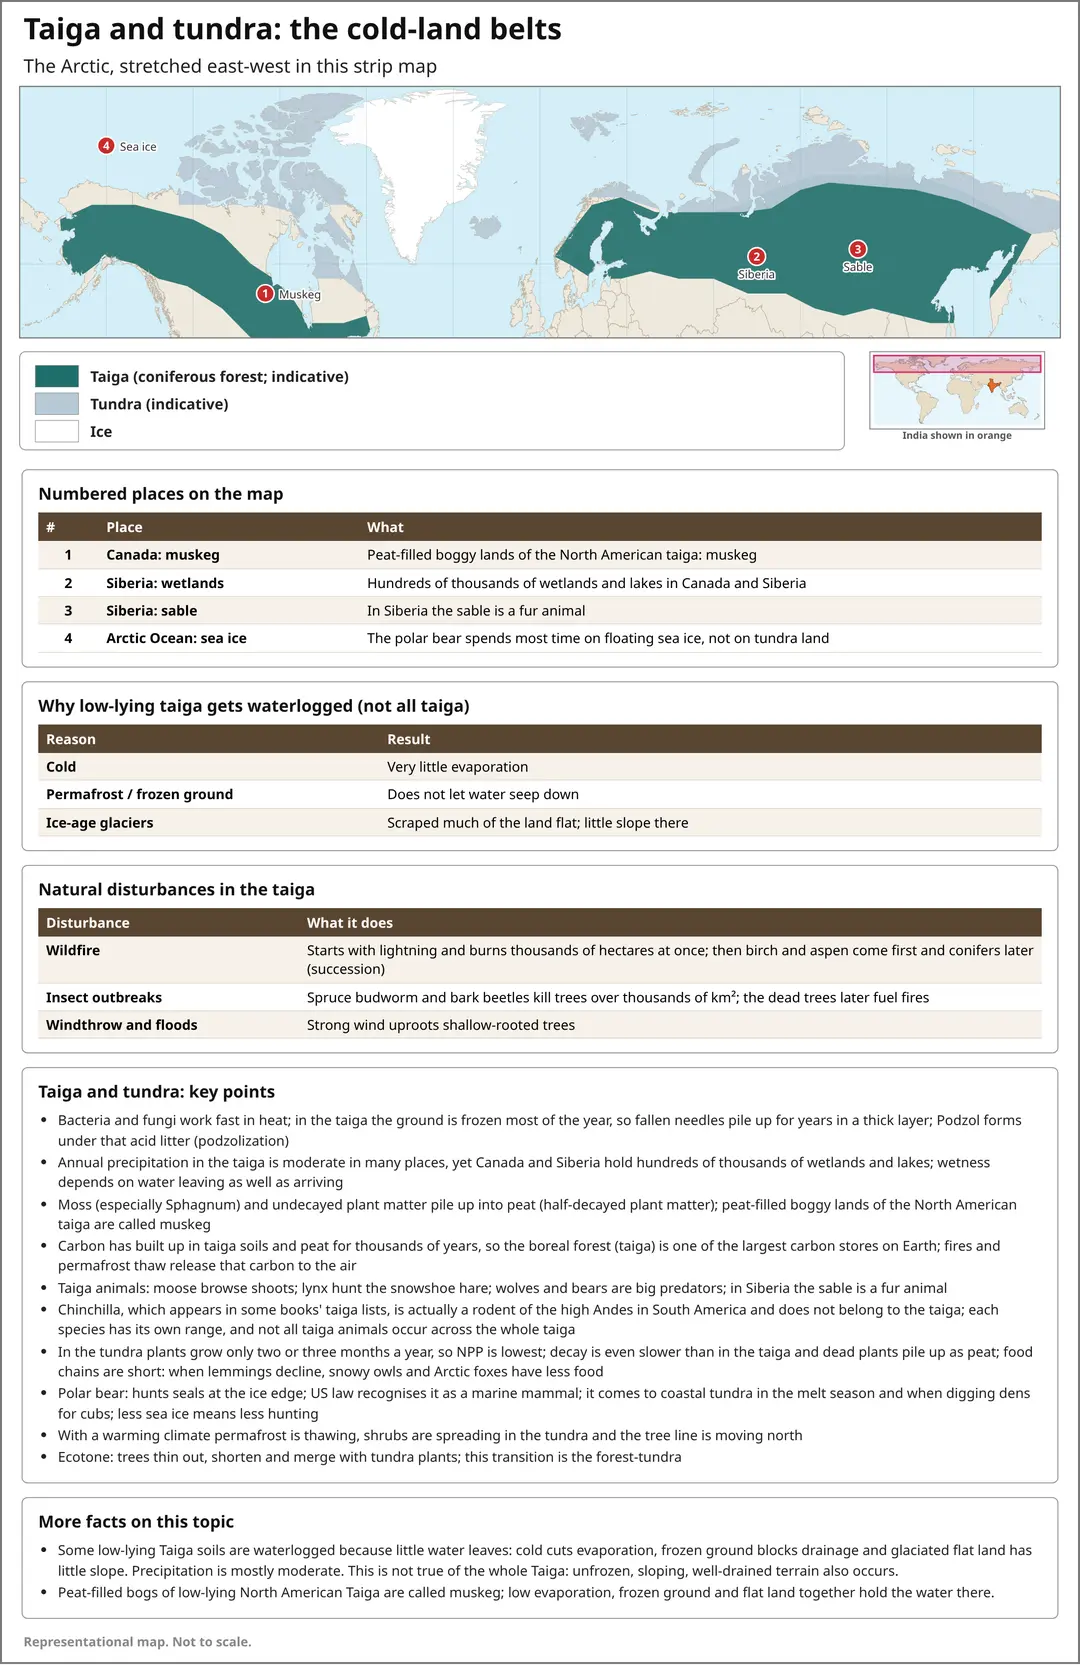 Taiga and tundra: the cold-land belts
The Arctic, stretched east-west in this strip map
4 Sea ice
1 Muskeg
2
Siberia
3
Sable
Taiga (coniferous forest; indicative)
Tundra (indicative)
Ice
India shown in orange
Numbered places on the map
# Place What
1 Canada: muskeg Peat-filled boggy lands of the North American taiga: muskeg
2 Siberia: wetlands Hundreds of thousands of wetlands and lakes in Canada and Siberia
3 Siberia: sable In Siberia the sable is a fur animal
4 Arctic Ocean: sea ice The polar bear spends most time on floating sea ice, not on tundra land
Why low-lying taiga gets waterlogged (not all taiga)
Reason Result
Cold Very little evaporation
Permafrost / frozen ground Does not let water seep down
Ice-age glaciers Scraped much of the land flat; little slope there
Natural disturbances in the taiga
Disturbance What it does
Wildfire Starts with lightning and burns thousands of hectares at once; then birch and aspen come first and conifers later
(succession)
Insect outbreaks Spruce budworm and bark beetles kill trees over thousands of km²; the dead trees later fuel fires
Windthrow and floods Strong wind uproots shallow-rooted trees
Taiga and tundra: key points
• Bacteria and fungi work fast in heat; in the taiga the ground is frozen most of the year, so fallen needles pile up for years in a thick layer; Podzol forms
under that acid litter (podzolization)
• Annual precipitation in the taiga is moderate in many places, yet Canada and Siberia hold hundreds of thousands of wetlands and lakes; wetness
depends on water leaving as well as arriving
• Moss (especially Sphagnum) and undecayed plant matter pile up into peat (half-decayed plant matter); peat-filled boggy lands of the North American
taiga are called muskeg
• Carbon has built up in taiga soils and peat for thousands of years, so the boreal forest (taiga) is one of the largest carbon stores on Earth; fires and
permafrost thaw release that carbon to the air
• Taiga animals: moose browse shoots; lynx hunt the snowshoe hare; wolves and bears are big predators; in Siberia the sable is a fur animal
• Chinchilla, which appears in some books' taiga lists, is actually a rodent of the high Andes in South America and does not belong to the taiga; each
species has its own range, and not all taiga animals occur across the whole taiga
• In the tundra plants grow only two or three months a year, so NPP is lowest; decay is even slower than in the taiga and dead plants pile up as peat; food
chains are short: when lemmings decline, snowy owls and Arctic foxes have less food
• Polar bear: hunts seals at the ice edge; US law recognises it as a marine mammal; it comes to coastal tundra in the melt season and when digging dens
for cubs; less sea ice means less hunting
• With a warming climate permafrost is thawing, shrubs are spreading in the tundra and the tree line is moving north
• Ecotone: trees thin out, shorten and merge with tundra plants; this transition is the forest-tundra
More facts on this topic
• Some low-lying Taiga soils are waterlogged because little water leaves: cold cuts evaporation, frozen ground blocks drainage and glaciated flat land has
little slope. Precipitation is mostly moderate. This is not true of the whole Taiga: unfrozen, sloping, well-drained terrain also occurs.
• Peat-filled bogs of low-lying North American Taiga are called muskeg; low evaporation, frozen ground and flat land together hold the water there.
Representational map. Not to scale.